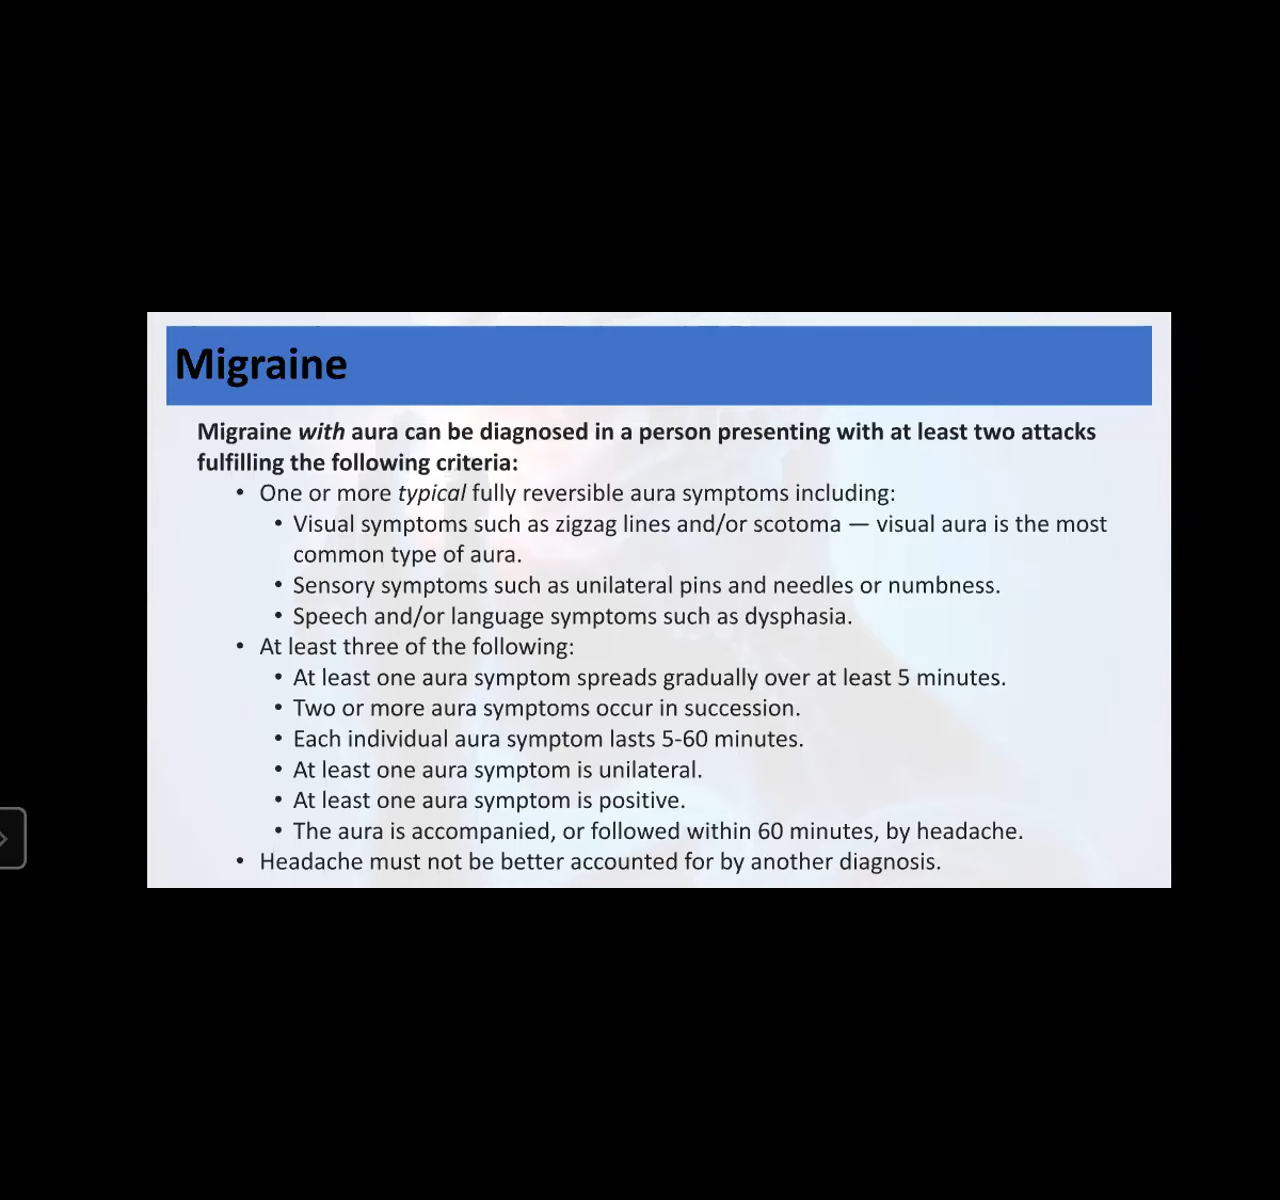 Migraine
Migraine with aura can be diagnosed in a person presenting with at least two attacks
fulfilling the following criteria:
• One or more typical fully reversible aura symptoms including:
• Visual symptoms such as zigzag lines and/or scotoma — visual aura is the most
common type of aura.
• Sensory symptoms such as unilateral pins and needles or numbness.
• Speech and/or language symptoms such as dysphasia.
• At least three of the following:
• At least one aura symptom spreads gradually over at least 5 minutes.
• Two or more aura symptoms occur in succession.
• Each individual aura symptom lasts 5-60 minutes.
• At least one aura symptom is unilateral.
• At least one aura symptom is positive.
• The aura is accompanied, or followed within 60 minutes, by headache.
• Headache must not be better accounted for by another diagnosis.